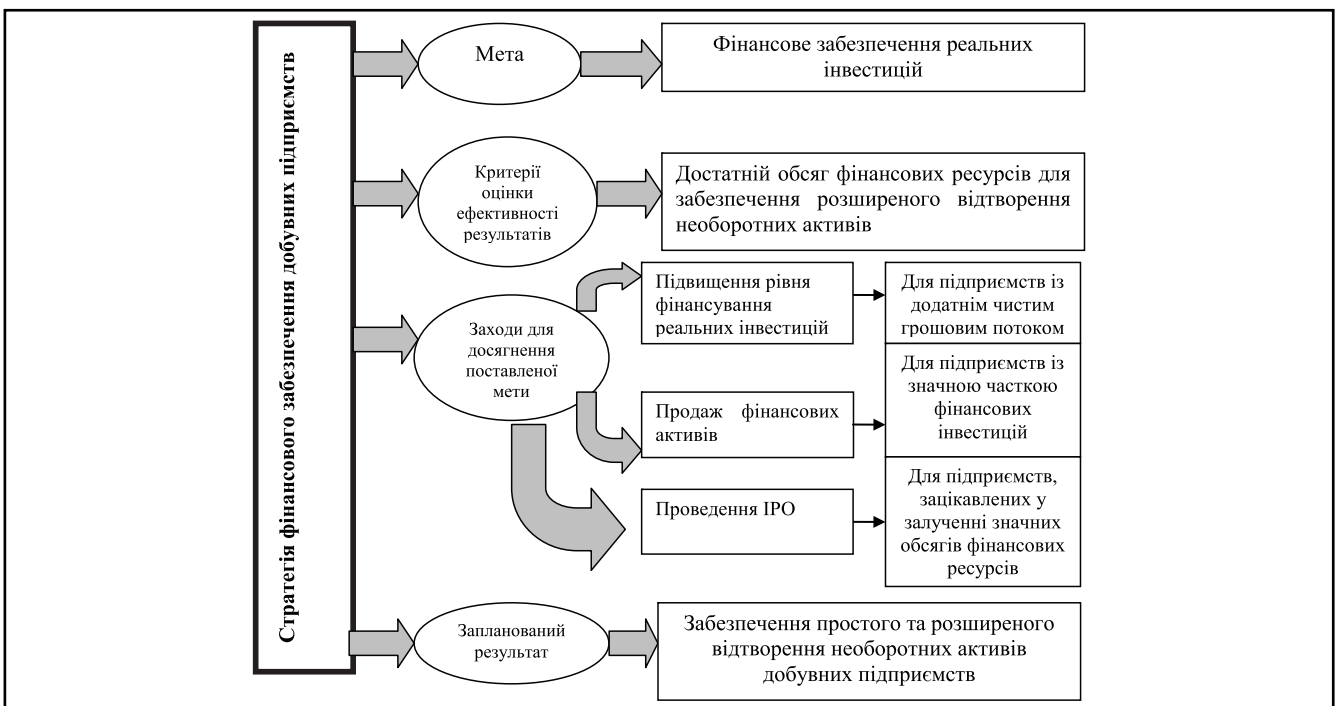 Стратегія фінансового забезпечення добувних підприємств
Мета
Фінансове забезпечення реальних
інвестицій
Критерії
оцінки
ефективності
результатів
Достатній обсяг фінансових ресурсів для
забезпечення розширеного відтворення
необоротних активів
Заходи для
досягнення
поставленої
мети
Підвищення рівня
фінансування
реальних інвестицій
Для підприємств із
додатнім чистим
грошовим потоком
Продаж фінансових
активів
Для підприємств із
значною часткою
фінансових
інвестицій
Проведення ІРО
Для підприємств,
зацікавлених у
залученні значних
обсягів фінансових
ресурсів
Запланований
результат
Забезпечення простого та розширеного
відтворення необоротних активів
добувних підприємств